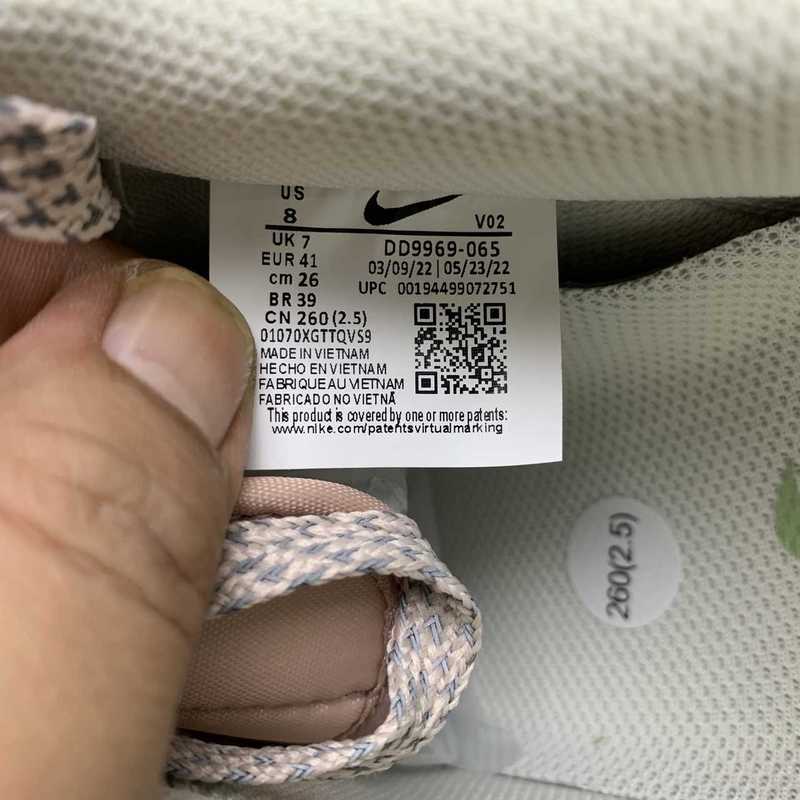 US
8
V02
UK 7
EUR 41
cm 26
BR 39
CN 260 (2.5)
DD9969-065
03/09/22 | 05/23/22
UPC 00194499072751
01070XGTTQVS9
MADE IN VIETNAM
HECHO EN VIETNAM
FABRIQUE AU VIETNAM
FABRICADO NO VIETNÃ
This product is covered by one or more patents:
www.nike.com/patentsvirtualmarking
260(2.5)